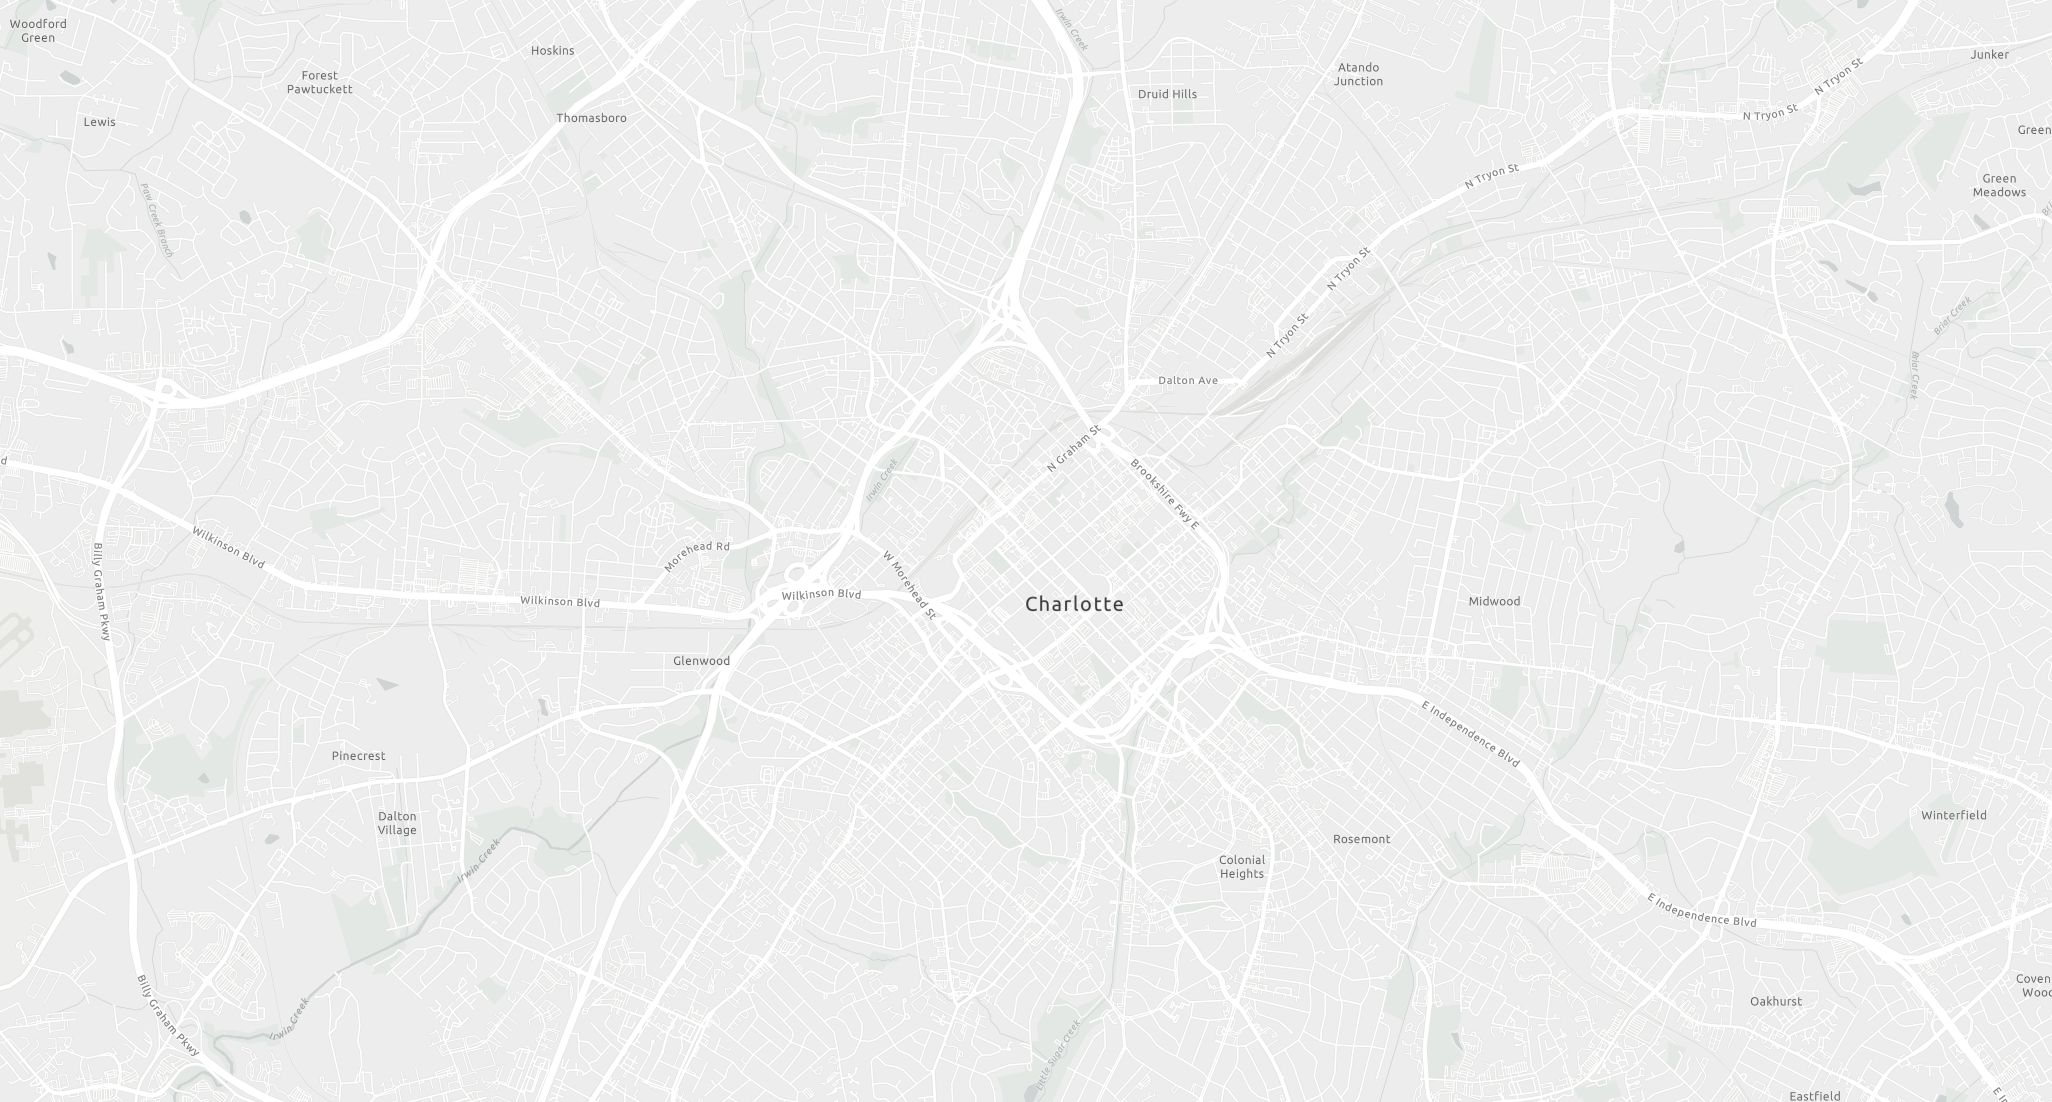 Woodford
Green
Hoskins
Irwin Creek
Forest
Pawtuckett
Atando
Junction
Junker
N Tryon St
Druid Hills
Lewis
Thomasboro
N Tryon St
Green
N Tryon St
Green
Meadows
Paw Creek Branch
N Tryon St
Briar Creek
N Tryon St
Briar Creek
Dalton Ave
N Graham St
Irwin Creek
Brookshire Fwy E
Wilkinson Blvd
Morehead Rd
Billy Graham Pkwy
W Morehead St
Wilkinson Blvd
Wilkinson Blvd
Charlotte
Midwood
Glenwood
E Independence Blvd
Pinecrest
Dalton
Village
Winterfield
Rosemont
Irwin Creek
Colonial
Heights
E Independence Blvd
Billy Graham Pkwy
Irwin Creek
Oakhurst
Little Sugar Creek
Eastfield